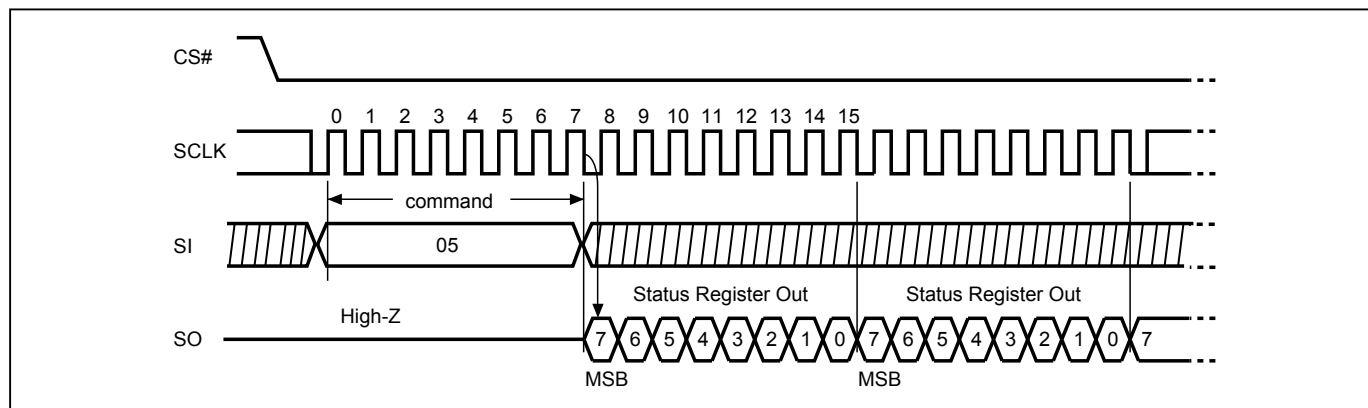 CS#
0 1 2 3 4 5 6 7 8 9 10 11 12 13 14 15
SCLK
command
SI
05
Status Register Out Status Register Out
High-Z
SO
7 6 5 4 3 2 1 0 7 6 5 4 3 2 1 0 7
MSB MSB